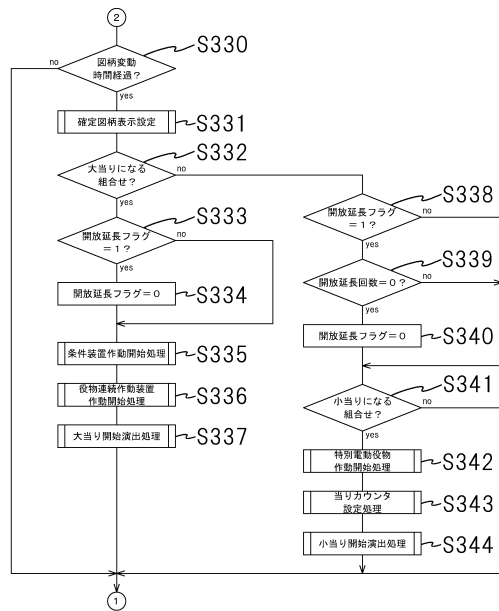 2
図柄変動
時間経過？
S330
no
yes
確定図柄表示設定
S331
大当りになる
組合せ？
S332
no
yes
開放延長フラグ
＝１？
S333
no
yes
開放延長フラグ＝０
S334
条件装置作動開始処理
S335
役物連続作動装置
作動開始処理
S336
大当り開始演出処理
S337
開放延長フラグ
＝１？
S338
no
yes
開放延長回数＝０？
S339
no
yes
開放延長フラグ＝０
S340
小当りになる
組合せ？
S341
no
yes
特別電動役物
作動開始処理
S342
当りカウンタ
設定処理
S343
小当り開始演出処理
S344
1